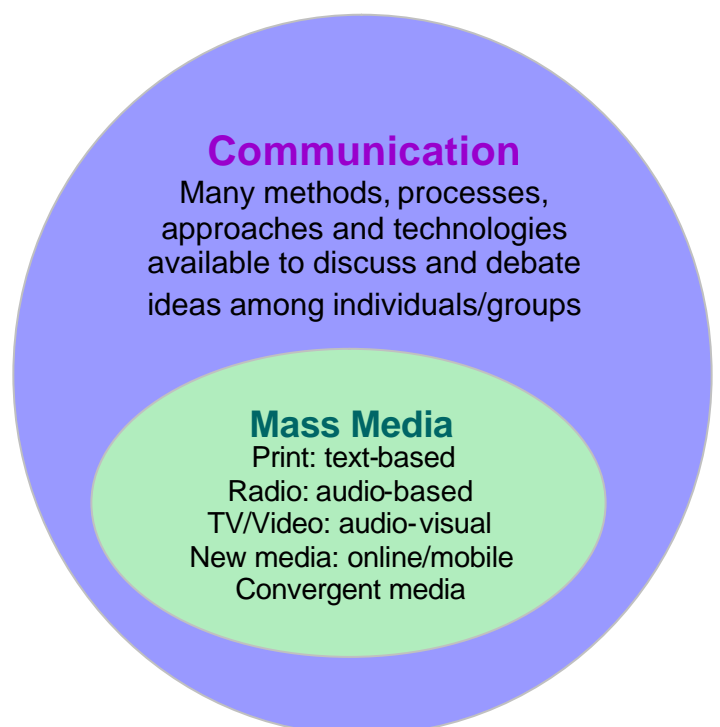 Communication
Many methods, processes,
approaches and technologies
available to discuss and debate
ideas among individuals/groups
Mass Media
Print: text-based
Radio: audio-based
TV/Video: audio-visual
New media: online/mobile
Convergent media